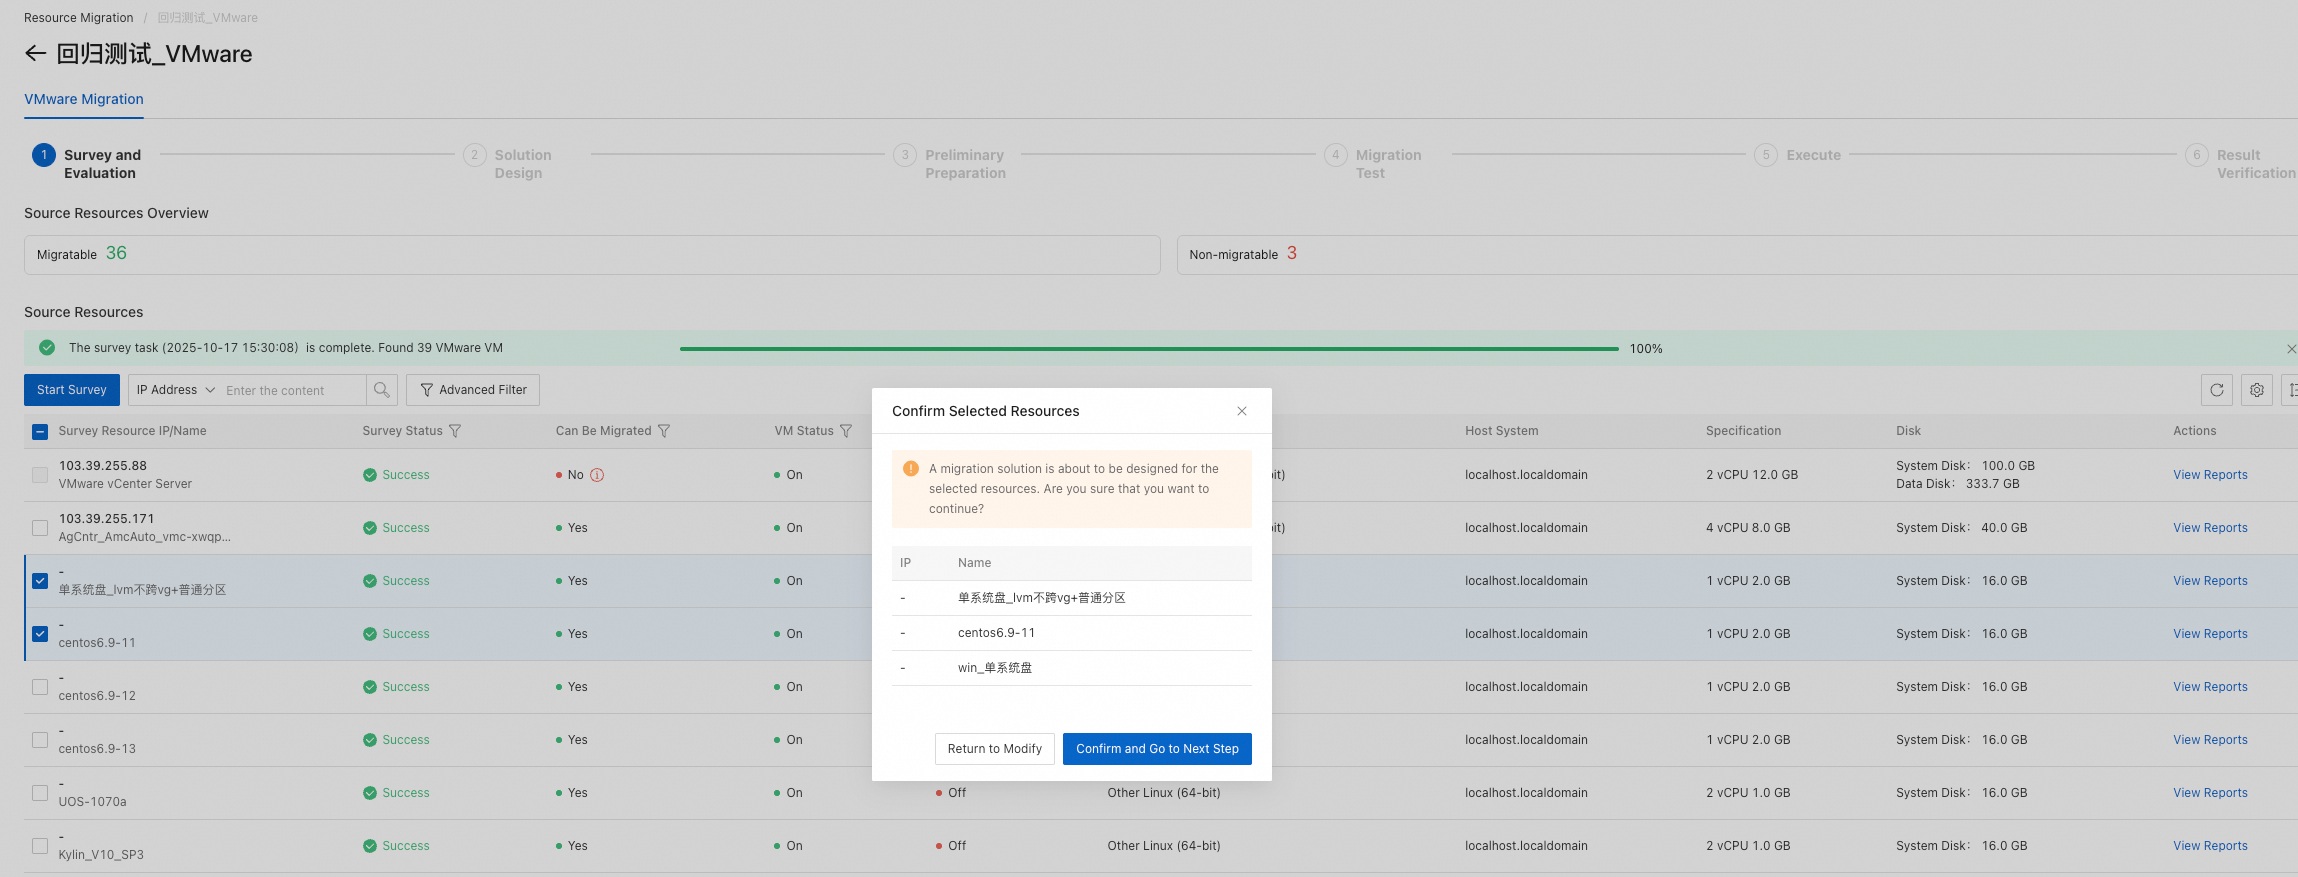 Resource Migration / 回归测试_VMware
← 回归测试_VMware
VMware Migration
1 Survey and Evaluation
2 Solution Design
3 Preliminary Preparation
4 Migration Test
5 Execute
6 Result Verification
Source Resources Overview
Migratable 36
Non-migratable 3
Source Resources
The survey task (2025-10-17 15:30:08) is complete. Found 39 VMware VM 100%
Start Survey IP Address Enter the content Advanced Filter
Survey Resource IP/Name Survey Status Can Be Migrated VM Status Host System Specification Disk Actions
103.39.255.88
VMware vCenter Server
Success No On bit) localhost.localdomain 2 vCPU 12.0 GB
System Disk: 100.0 GB
Data Disk: 333.7 GB
View Reports
103.39.255.171
AgCntr_AmcAuto_vmc-xwqp...
Success Yes On bit) localhost.localdomain 4 vCPU 8.0 GB System Disk: 40.0 GB View Reports
-
单系统盘_lvm不跨vg+普通分区
Success Yes On localhost.localdomain 1 vCPU 2.0 GB System Disk: 16.0 GB View Reports
-
centos6.9-11
Success Yes On localhost.localdomain 1 vCPU 2.0 GB System Disk: 16.0 GB View Reports
-
centos6.9-12
Success Yes On localhost.localdomain 1 vCPU 2.0 GB System Disk: 16.0 GB View Reports
-
centos6.9-13
Success Yes On localhost.localdomain 1 vCPU 2.0 GB System Disk: 16.0 GB View Reports
-
UOS-1070a
Success Yes On Off Other Linux (64-bit) localhost.localdomain 2 vCPU 1.0 GB System Disk: 16.0 GB View Reports
-
Kylin_V10_SP3
Success Yes On Off Other Linux (64-bit) localhost.localdomain 2 vCPU 1.0 GB System Disk: 16.0 GB View Reports
Confirm Selected Resources
A migration solution is about to be designed for the
selected resources. Are you sure that you want to
continue?
IP Name
- 单系统盘_lvm不跨vg+普通分区
- centos6.9-11
- win_单系统盘
Return to Modify Confirm and Go to Next Step